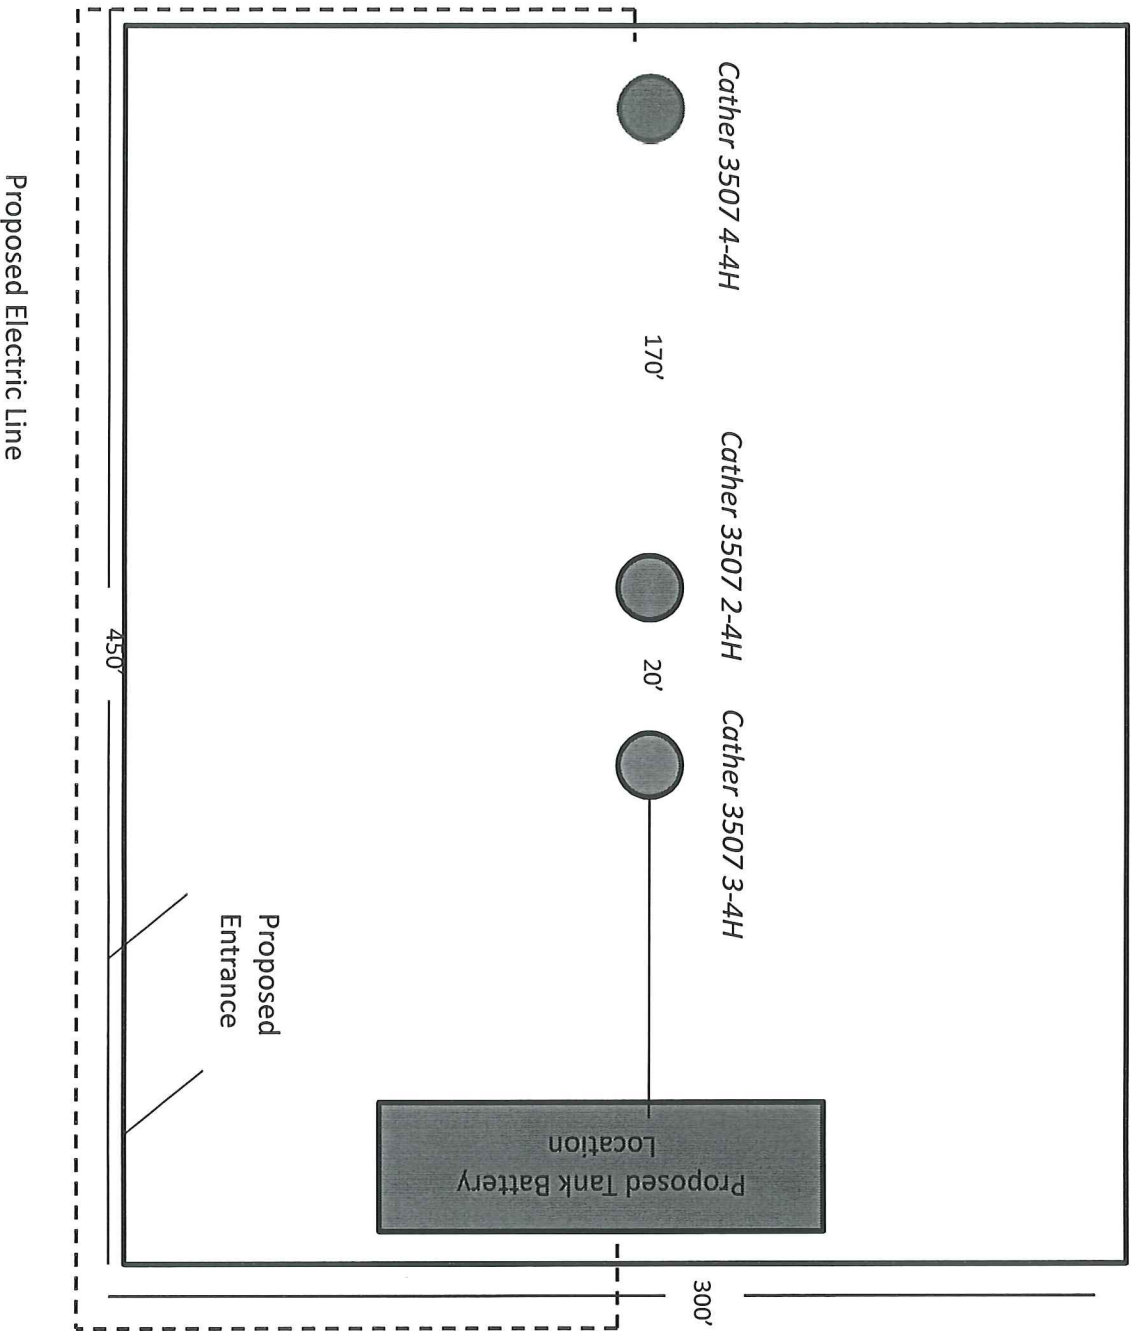 Cather 3507 4-4H
Cather 3507 2-4H
Cather 3507 3-4H
170’
20’
Proposed Tank Battery
Location
300’
Proposed
Entrance
450’
Proposed Electric Line